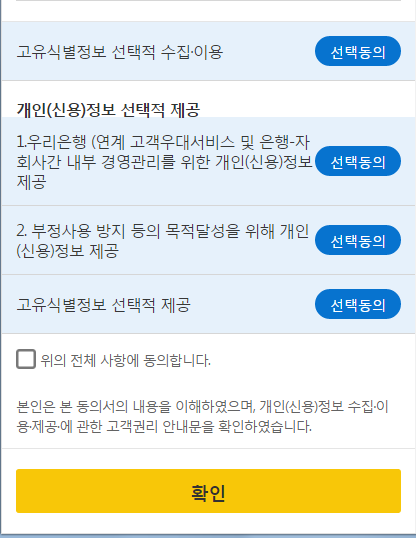 고유식별정보 선택적 수집·이용
선택동의
개인(신용)정보 선택적 제공
1.우리은행 (연계 고객우대서비스 및 은행-자
회사간 내부 경영관리를 위한 개인(신용)정보
제공
선택동의
2. 부정사용 방지 등의 목적달성을 위해 개인
(신용)정보 제공
선택동의
고유식별정보 선택적 제공
선택동의
위의 전체 사항에 동의합니다.
본인은 본 동의서의 내용을 이해하였으며, 개인(신용)정보 수집·이
용·제공·에 관한 고객권리 안내문을 확인하였습니다.
확인